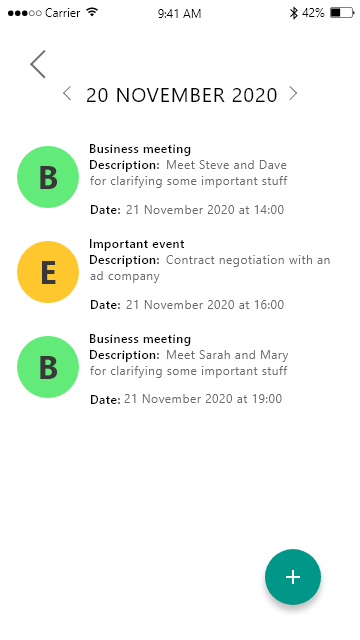 Carrier 9:41 AM 42%
20 NOVEMBER 2020
B
Business meeting
Description: Meet Steve and Dave
for clarifying some important stuff
Date: 21 November 2020 at 14:00
E
Important event
Description: Contract negotiation with an
ad company
Date: 21 November 2020 at 16:00
B
Business meeting
Description: Meet Sarah and Mary
for clarifying some important stuff
Date: 21 November 2020 at 19:00
+